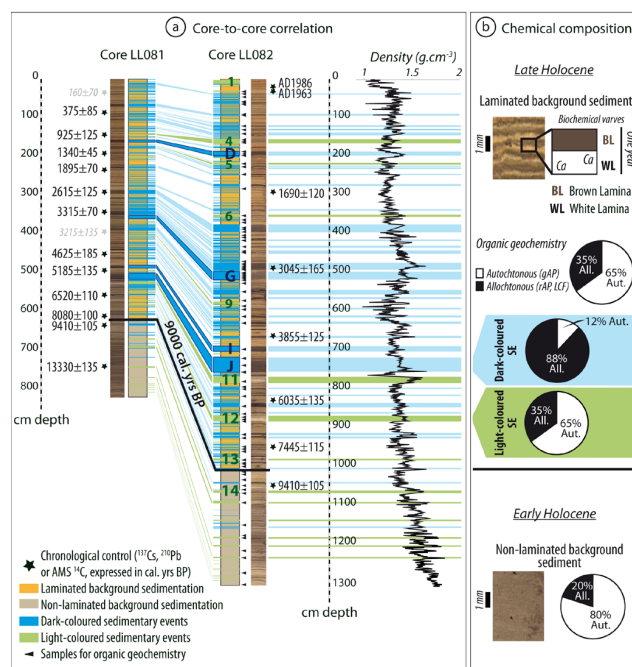 a Core-to-core correlation
Core LL081
Core LL082
Density (g.cm-3)
1 1.5 2
0
100
200
300
400
500
600
700
800
cm depth
160±70
375±85
925±125
1340±45
1895±70
2615±125
3315±70
3215±135
4625±185
5185±135
6520±110
8080±100
9410±105
13330±135
9000 cal. yrs BP
1
4
D
5
6
G
9
I
J
11
12
13
14
AD1986
AD1963
1690±120
3045±165
3855±125
6035±135
7445±115
9410±105
0
100
200
300
400
500
600
700
800
900
1000
1100
1200
1300
cm depth
Chronological control (137Cs, 210Pb
or AMS 14C, expressed in cal. yrs BP)
Laminated background sedimentation
Non-laminated background sedimentation
Dark-coloured sedimentary events
Light-coloured sedimentary events
Samples for organic geochemistry
b Chemical composition
Late Holocene
Laminated background sediment
Biochemical varves
1 mm
BL
Ca Ca
WL
One year
BL Brown Lamina
WL White Lamina
Organic geochemistry
Autochtonous (gAP)
Allochtonous (rAP, LCF)
35% All.
65% Aut.
Dark-coloured SE
12% Aut.
88% All.
Light-coloured SE
35% All.
65% Aut.
Early Holocene
Non-laminated background
sediment
1 mm
20% All.
80% Aut.